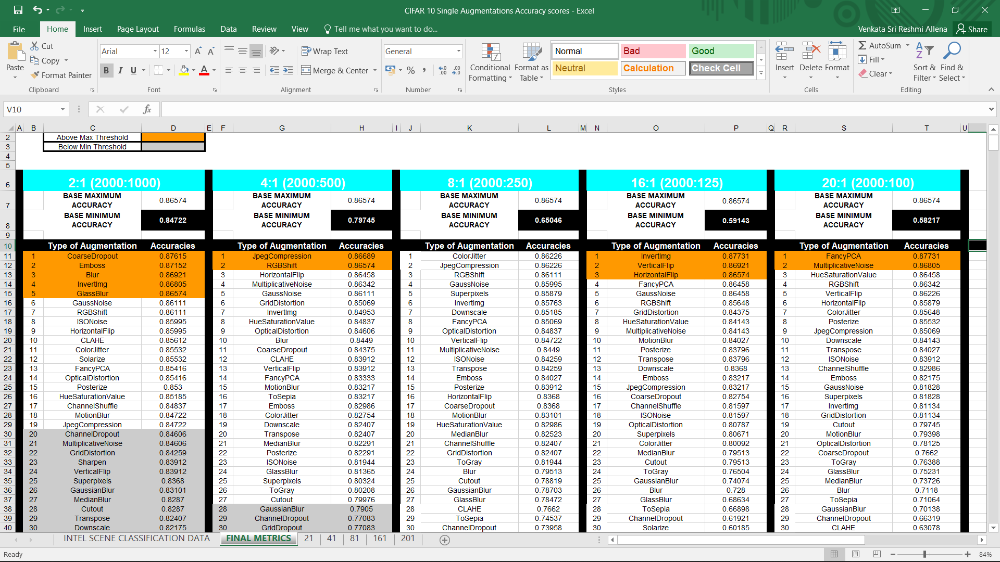 CIFAR 10 Single Augmentations Accuracy scores - Excel
File Home Insert Page Layout Formulas Data Review View Tell me what you want to do... Venkata Sri Reshmi Allena Share
Paste Cut Copy Format Painter Clipboard
Arial 12 A A B I U A Font
Wrap Text Merge & Center Alignment
General % , Number
Conditional Formatting Format as Table Normal Bad Good Neutral Calculation Check Cell Styles
Insert Delete Format Cells
AutoSum Fill Clear Sort & Filter Find & Select Editing
V10 fx
A B C D E F G H I J K L M N O P Q R S T U
2 Above Max Threshold
3 Below Min Threshold
4
5
6 2:1 (2000:1000) 4:1 (2000:500) 8:1 (2000:250) 16:1 (2000:125) 20:1 (2000:100)
7 BASE MAXIMUM ACCURACY 0.86574 BASE MAXIMUM ACCURACY 0.86574 BASE MAXIMUM ACCURACY 0.86574 BASE MAXIMUM ACCURACY 0.86574 BASE MAXIMUM ACCURACY 0.86574
8 BASE MINIMUM ACCURACY 0.84722 BASE MINIMUM ACCURACY 0.79745 BASE MINIMUM ACCURACY 0.65046 BASE MINIMUM ACCURACY 0.59143 BASE MINIMUM ACCURACY 0.58217
9
10 Type of Augmentation Accuracies Type of Augmentation Accuracies Type of Augmentation Accuracies Type of Augmentation Accuracies Type of Augmentation Accuracies
11 1 CoarseDropout 0.87615 1 JpegCompression 0.86689 1 ColorJitter 0.86226 1 InvertImg 0.87731 1 FancyPCA 0.87731
12 2 Emboss 0.87152 2 RGBShift 0.86574 2 JpegCompression 0.86226 2 VerticalFlip 0.86921 2 MultiplicativeNoise 0.86805
13 3 Blur 0.86921 3 HorizontalFlip 0.86458 3 RGBShift 0.86111 3 HorizontalFlip 0.86574 3 HueSaturationValue 0.86458
14 4 InvertImg 0.86805 4 MultiplicativeNoise 0.86342 4 GaussNoise 0.85995 4 FancyPCA 0.86458 4 RGBShift 0.86342
15 5 GlassBlur 0.86574 5 GaussNoise 0.86111 5 Superpixels 0.85879 5 GaussNoise 0.86458 5 VerticalFlip 0.86226
16 6 GaussNoise 0.86111 6 GridDistortion 0.85069 6 InvertImg 0.85763 6 RGBShift 0.85648 6 HorizontalFlip 0.85879
17 7 RGBShift 0.86111 7 InvertImg 0.84953 7 Downscale 0.85185 7 GridDistortion 0.84375 7 ColorJitter 0.85648
18 8 ISONoise 0.85995 8 HueSaturationValue 0.84837 8 FancyPCA 0.85069 8 HueSaturationValue 0.84143 8 Posterize 0.85532
19 9 HorizontalFlip 0.85995 9 OpticalDistortion 0.84606 9 OpticalDistortion 0.84837 9 MultiplicativeNoise 0.84143 9 JpegCompression 0.85069
20 10 CLAHE 0.85612 10 Blur 0.8449 10 VerticalFlip 0.84722 10 MotionBlur 0.84027 10 Downscale 0.84143
21 11 ColorJitter 0.85532 11 CoarseDropout 0.84375 11 MultiplicativeNoise 0.8449 11 Posterize 0.83796 11 Transpose 0.84027
22 12 Solarize 0.85532 12 CLAHE 0.83912 12 ISONoise 0.84259 12 Transpose 0.83796 12 ISONoise 0.83912
23 13 FancyPCA 0.85416 13 VerticalFlip 0.83912 13 Transpose 0.84259 13 Downscale 0.8368 13 ChannelShuffle 0.82986
24 14 OpticalDistortion 0.85416 14 FancyPCA 0.83333 14 Emboss 0.84027 14 Emboss 0.83217 14 Emboss 0.82175
25 15 Posterize 0.853 15 MotionBlur 0.83217 15 Posterize 0.83912 15 JpegCompression 0.83217 15 GaussNoise 0.81828
26 16 HueSaturationValue 0.85185 16 ToSepia 0.83217 16 HorizontalFlip 0.8368 16 CoarseDropout 0.82754 16 Superpixels 0.81828
27 17 ChannelShuffle 0.84837 17 Emboss 0.82986 17 CoarseDropout 0.8368 17 ChannelShuffle 0.81597 17 InvertImg 0.81134
28 18 MotionBlur 0.84722 18 ColorJitter 0.82754 18 MotionBlur 0.83101 18 ISONoise 0.81597 18 GridDistortion 0.81134
29 19 JpegCompression 0.84722 19 Downscale 0.82407 19 HueSaturationValue 0.82986 19 OpticalDistortion 0.80787 19 Cutout 0.79745
30 20 ChannelDropout 0.84606 20 Transpose 0.82407 20 MedianBlur 0.82523 20 Superpixels 0.80671 20 MotionBlur 0.79398
31 21 MultiplicativeNoise 0.84606 21 MedianBlur 0.82291 21 ChannelShuffle 0.82407 21 ColorJitter 0.80092 21 OpticalDistortion 0.78125
32 22 GridDistortion 0.84259 22 Posterize 0.82291 22 GridDistortion 0.82407 22 MedianBlur 0.79513 22 CoarseDropout 0.7662
33 23 Sharpen 0.83912 23 ISONoise 0.81944 23 ToGray 0.81944 23 Cutout 0.79513 23 ToGray 0.76388
34 24 VerticalFlip 0.83912 24 GlassBlur 0.81365 24 Blur 0.79513 24 ToGray 0.76504 24 GlassBlur 0.75231
35 25 Superpixels 0.8368 25 Superpixels 0.80324 25 Cutout 0.78819 25 GaussianBlur 0.74074 25 MedianBlur 0.73726
36 26 GaussianBlur 0.83101 26 ToGray 0.80208 26 GaussianBlur 0.78703 26 Blur 0.728 26 Blur 0.7118
37 27 MedianBlur 0.8287 27 Cutout 0.79976 27 GlassBlur 0.78472 27 GlassBlur 0.68634 27 ToSepia 0.71064
38 28 Cutout 0.8287 28 GaussianBlur 0.7905 28 CLAHE 0.7662 28 ToSepia 0.66898 28 GaussianBlur 0.70138
39 29 Transpose 0.82407 29 ChannelDropout 0.77083 29 ToSepia 0.74537 29 ChannelDropout 0.61921 29 ChannelDropout 0.66319
40 30 Downscale 0.82175 30 GridDropout 0.77083 30 ChannelDropout 0.73958 30 Solarize 0.60185 30 CLAHE 0.63078
INTEL SCENE CLASSIFICATION DATA FINAL METRICS 21 41 81 161 201
Ready 84%